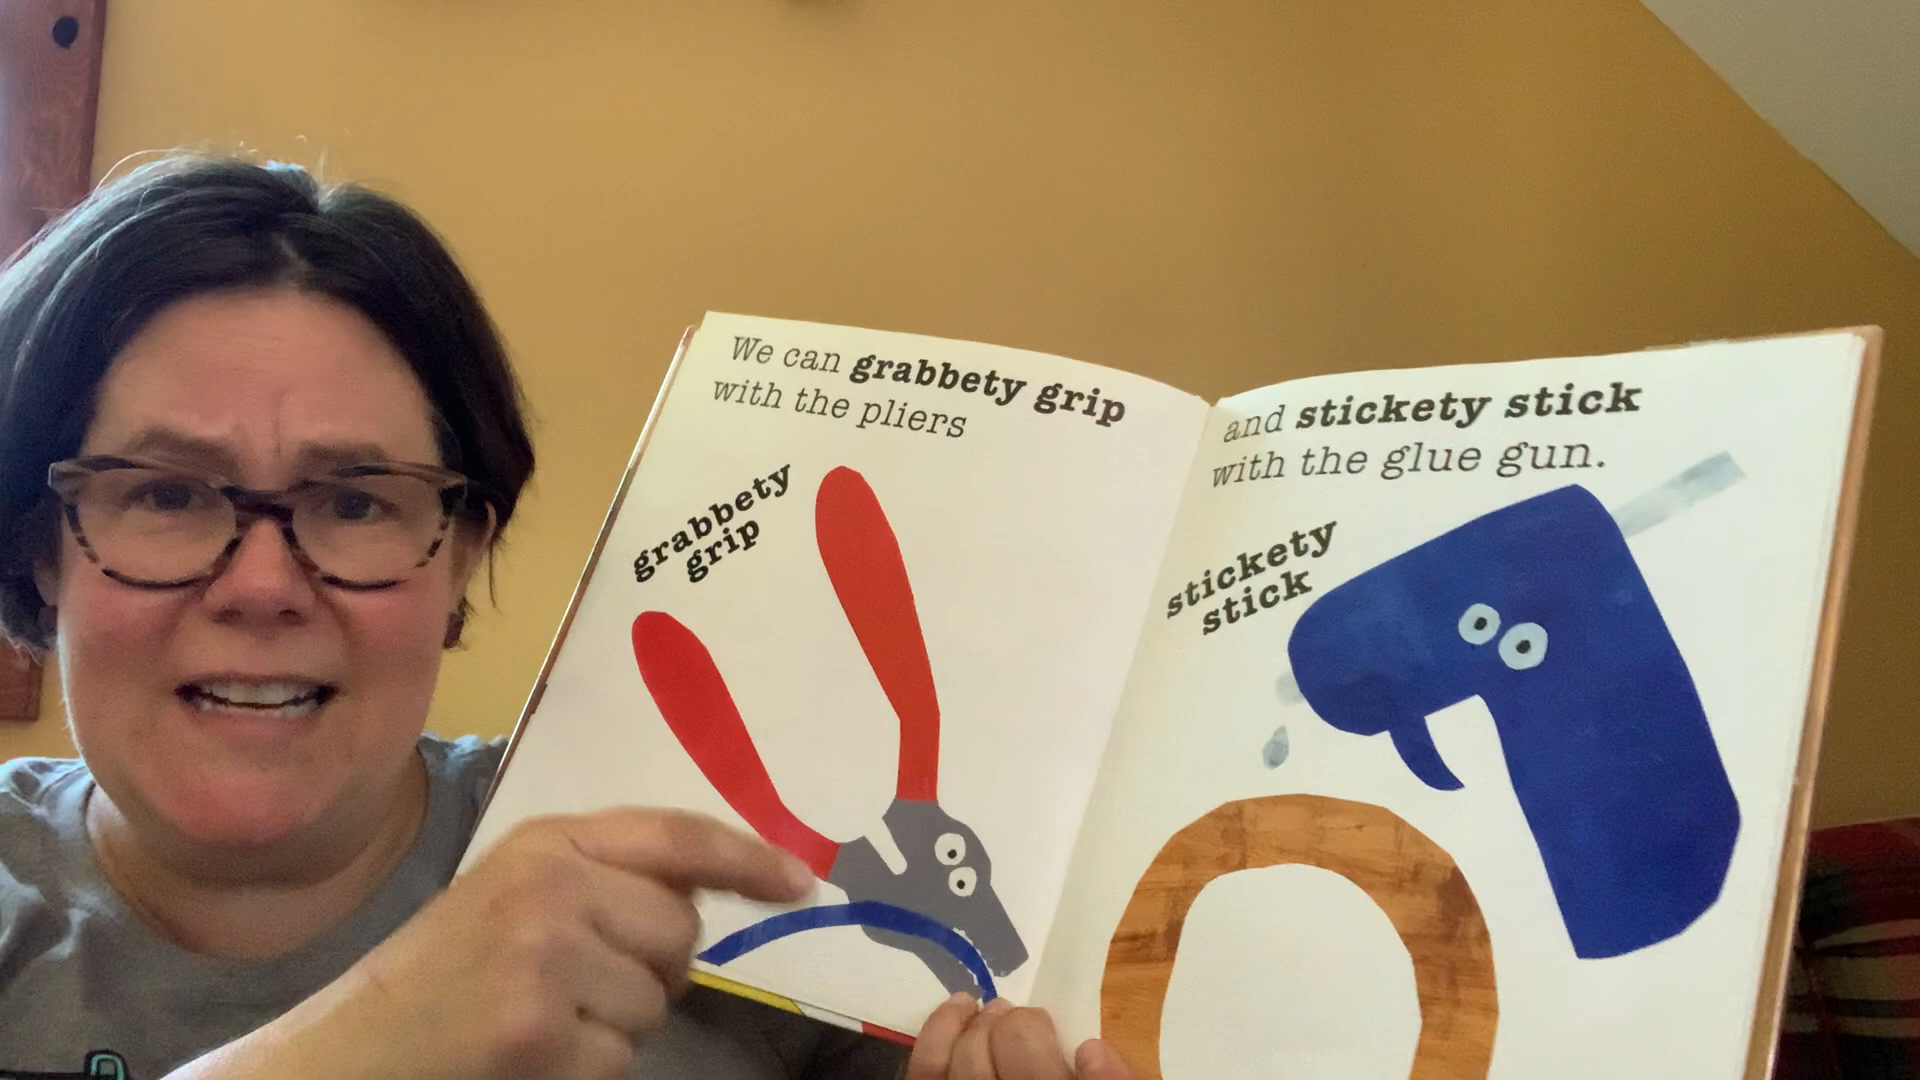 We can grabbety grip
with the pliers
grabbety
grip
and stickety stick
with the glue gun.
stickety
stick